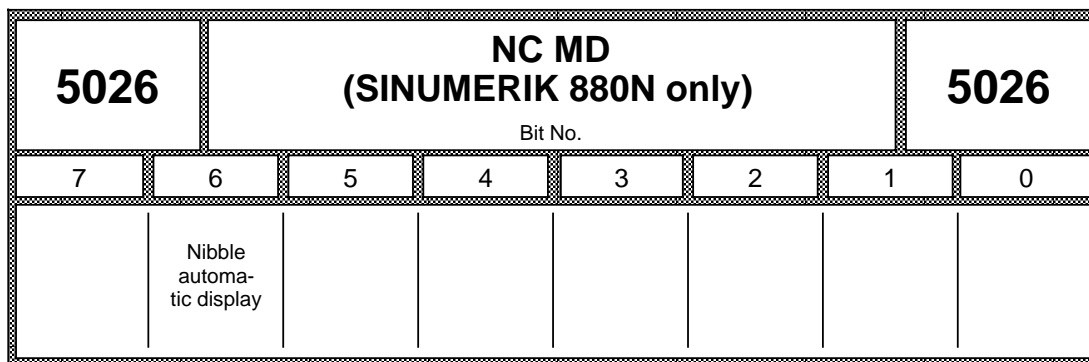 5026
NC MD
(SINUMERIK 880N only)
Bit No.
5026
7 6 5 4 3 2 1 0
Nibble
automa-
tic display